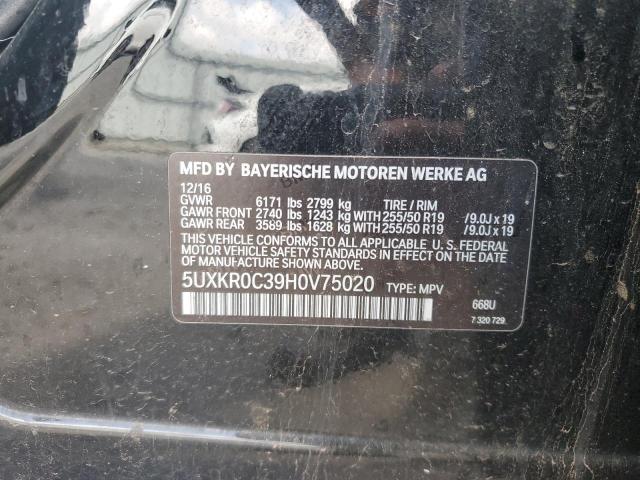 MFD BY BAYERISCHE MOTOREN WERKE AG
12/16
GVWR 6171 lbs 2799 kg TIRE / RIM
GAWR FRONT 2740 lbs 1243 kg WITH 255/50 R19 /9.0J x 19
GAWR REAR 3589 lbs 1628 kg WITH 255/50 R19 /9.0J x 19
THIS VEHICLE CONFORMS TO ALL APPLICABLE U. S. FEDERAL
MOTOR VEHICLE SAFETY STANDARDS IN EFFECT ON THE
DATE OF MANUFACTURE SHOWN ABOVE.
5UXKR0C39H0V75020 TYPE: MPV
668U
7 320 729